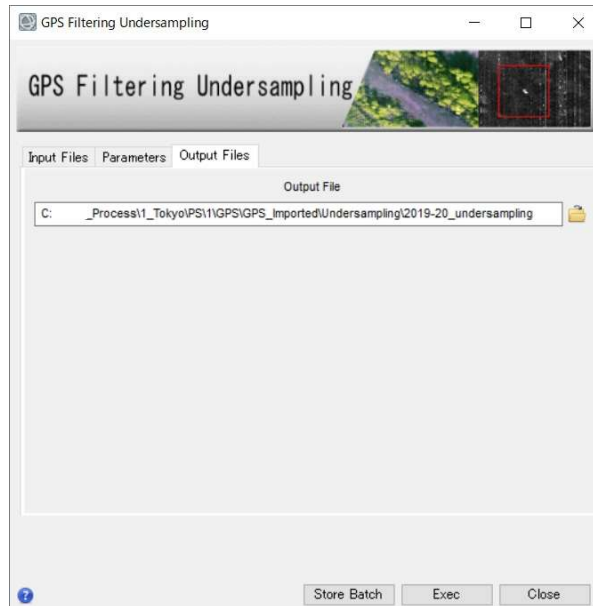 GPS Filtering Undersampling
GPS Filtering Undersampling
Input Files Parameters Output Files
Output File
C: _Process\1_Tokyo\PS\1\GPS\GPS_Imported\Undersampling\2019-20_undersampling
Store Batch Exec Close